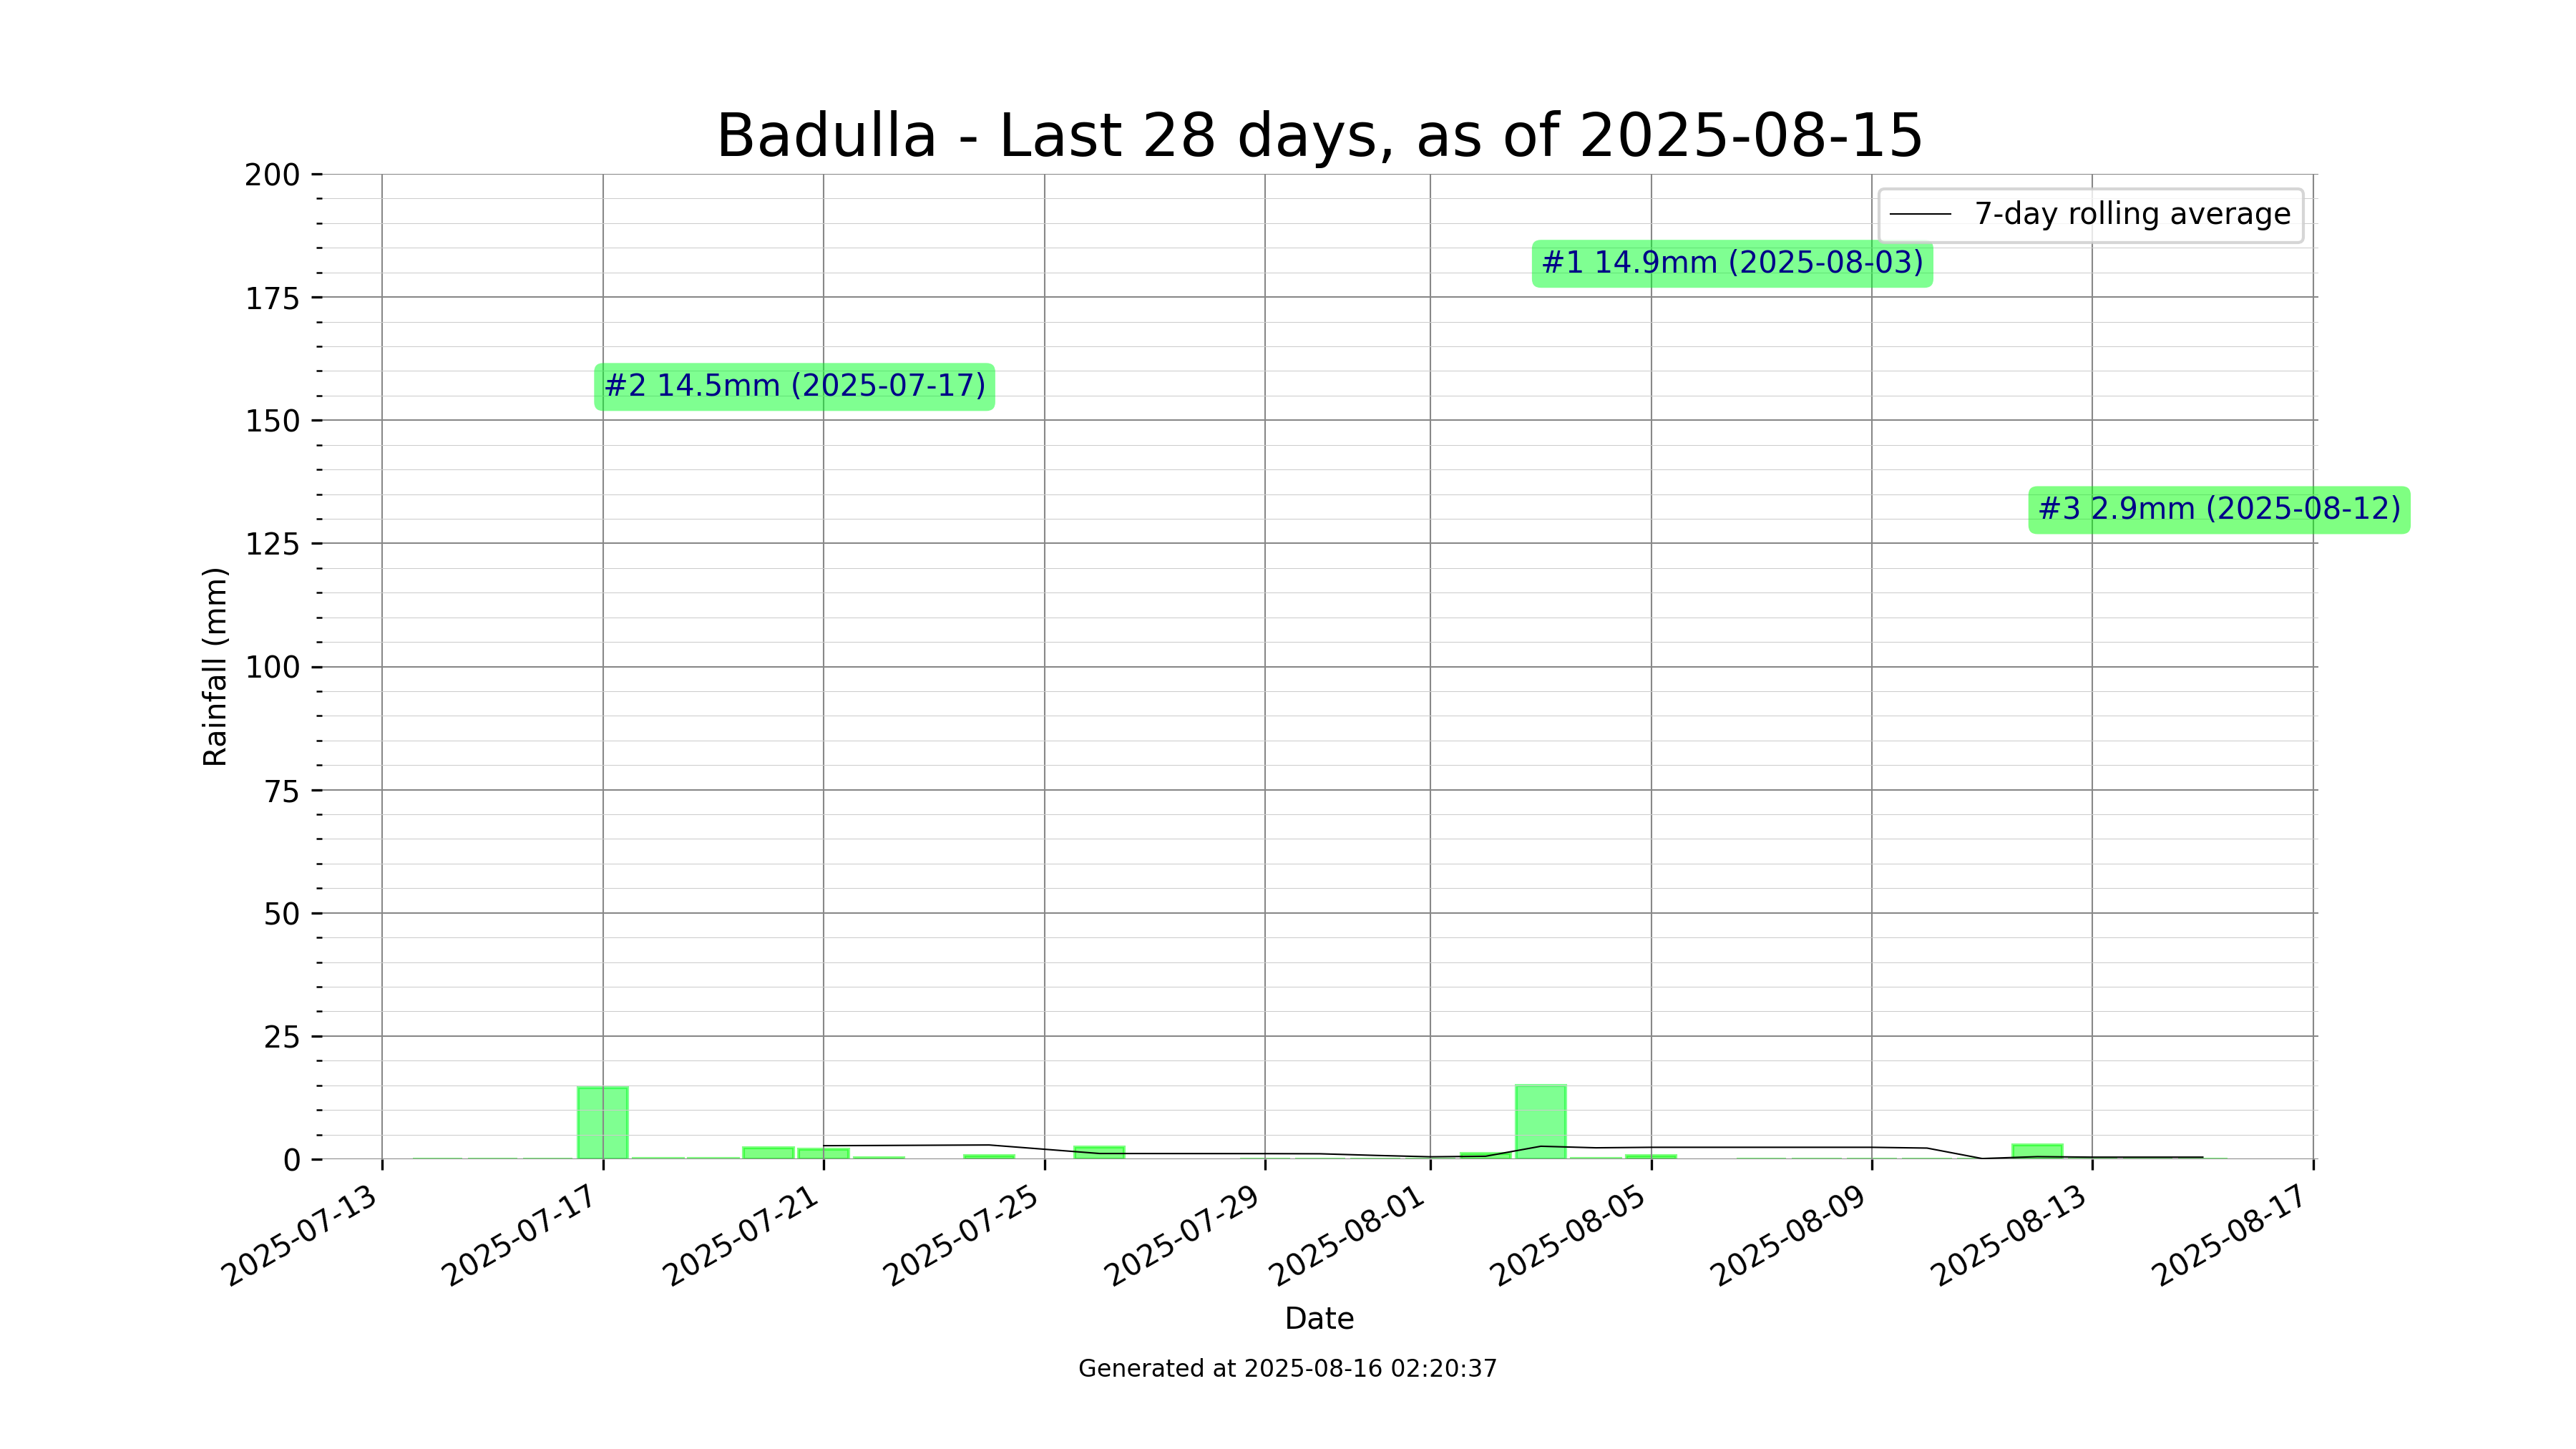 Badulla - Last 28 days, as of 2025-08-15
7-day rolling average
#1 14.9mm (2025-08-03)
#2 14.5mm (2025-07-17)
#3 2.9mm (2025-08-12)
Rainfall (mm)
200
175
150
125
100
75
50
25
0
2025-07-13
2025-07-17
2025-07-21
2025-07-25
2025-07-29
2025-08-01
2025-08-05
2025-08-09
2025-08-13
2025-08-17
Date
Generated at 2025-08-16 02:20:37